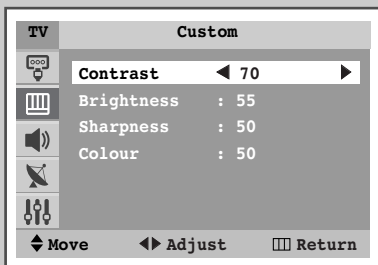 TV Custom
Contrast ◀ 70 ▶
Brightness : 55
Sharpness : 50
Colour : 50
Move Adjust Return